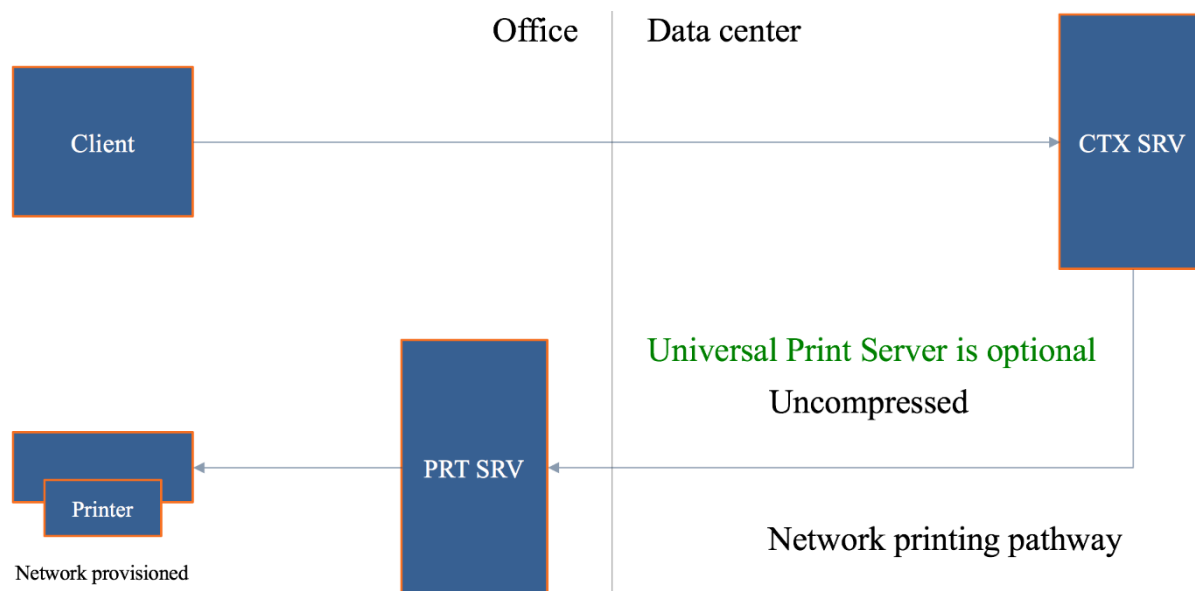 Office
Data center
Client
CTX SRV
Universal Print Server is optional
Uncompressed
PRT SRV
Printer
Network printing pathway
Network provisioned